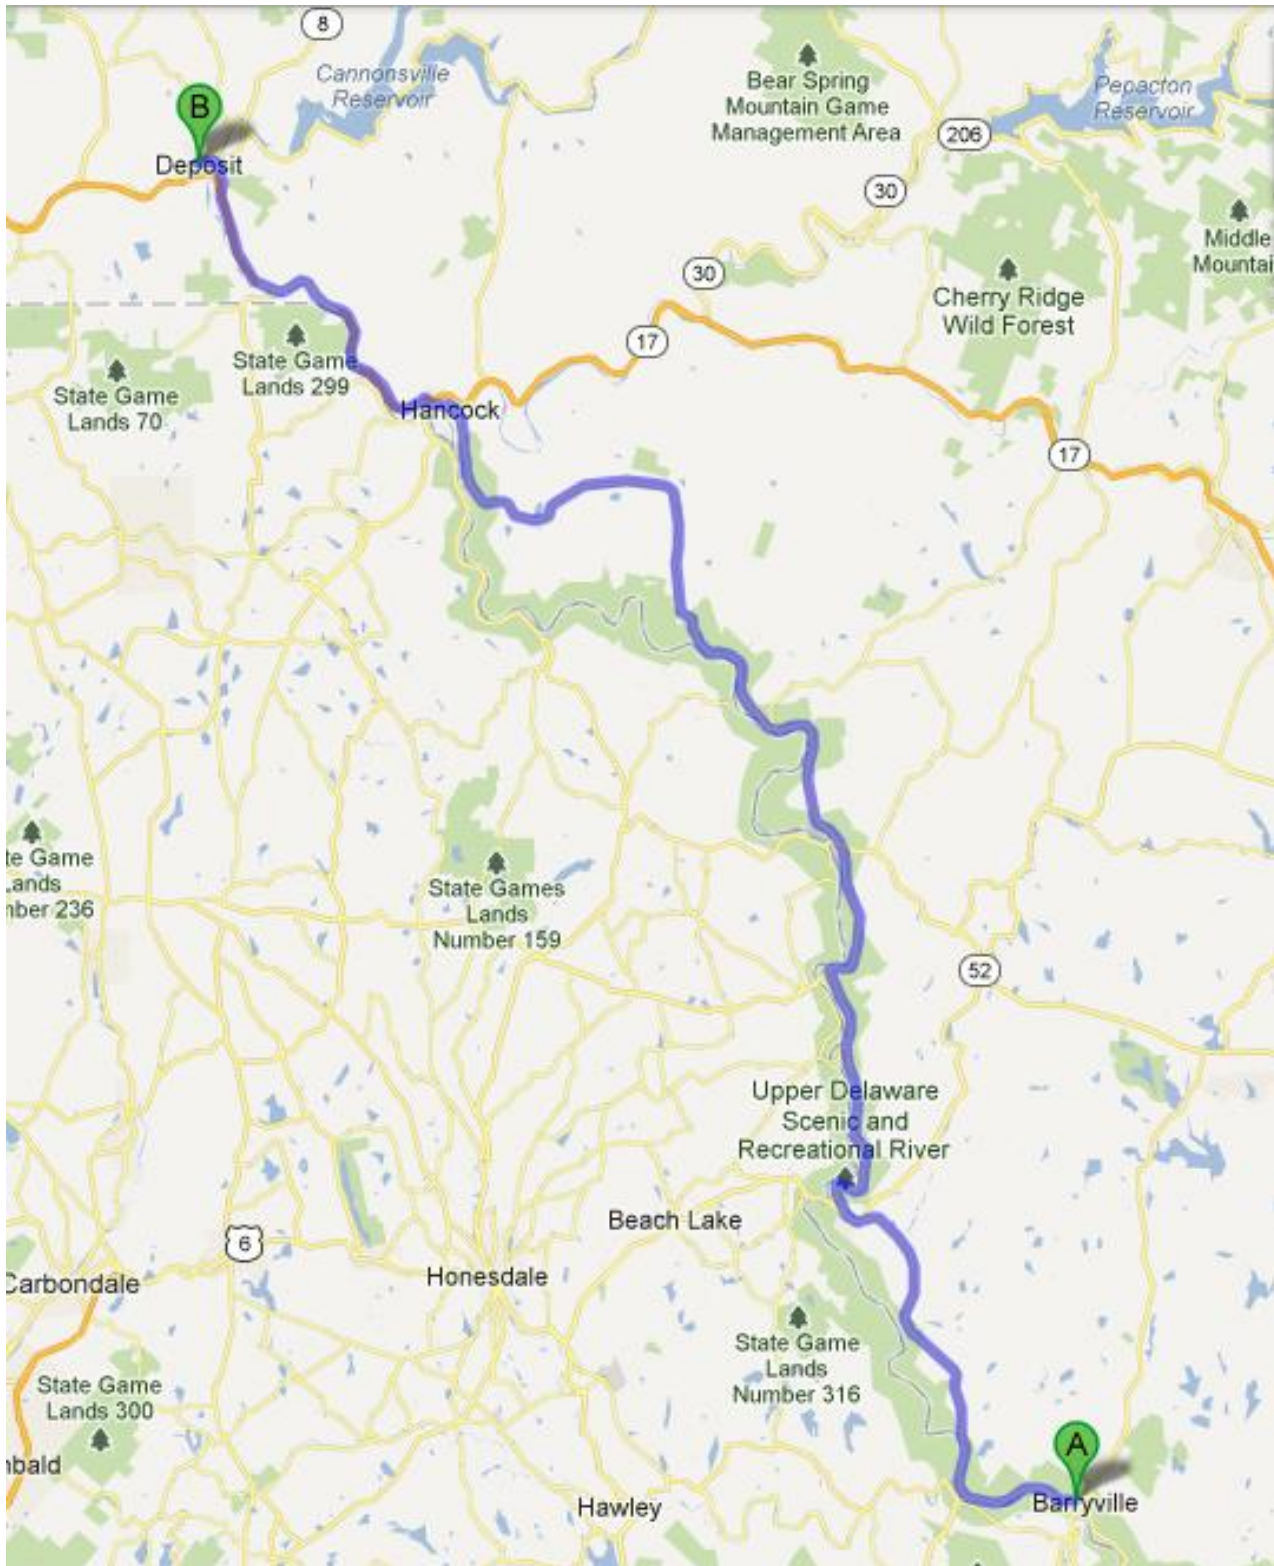 8
Cannonsville
Reservoir
B
Deposit
Bear Spring
Mountain Game
Management Area
Pepacton
Reservoir
206
30
Middle
Mountai
30
Cherry Ridge
Wild Forest
17
State Game
Lands 299
State Game
Lands 70
Hancock
17
te Game
Lands
nber 236
State Games
Lands
Number 159
52
Upper Delaware
Scenic and
Recreational River
Beach Lake
6
Carbondale
Honesdale
State Game
Lands
Number 316
State Game
Lands 300
A
nbald
Hawley
Barryville